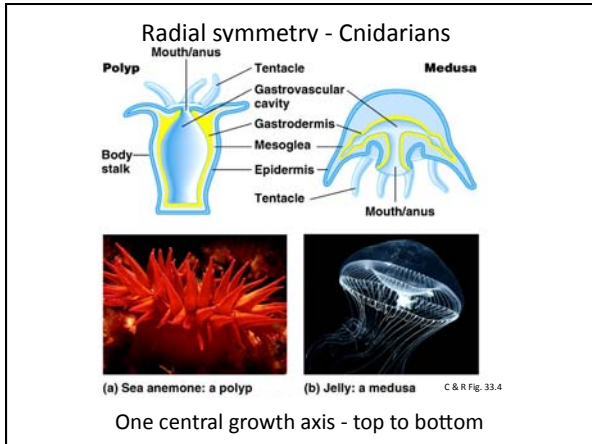 Radial symmetry - Cnidarians
Mouth/anus
Polyp
Tentacle
Medusa
Gastrovascular
cavity
Gastrodermis
Mesoglea
Body
stalk
Epidermis
Tentacle
Mouth/anus
(a) Sea anemone: a polyp
(b) Jelly: a medusa
C & R Fig. 33.4
One central growth axis - top to bottom